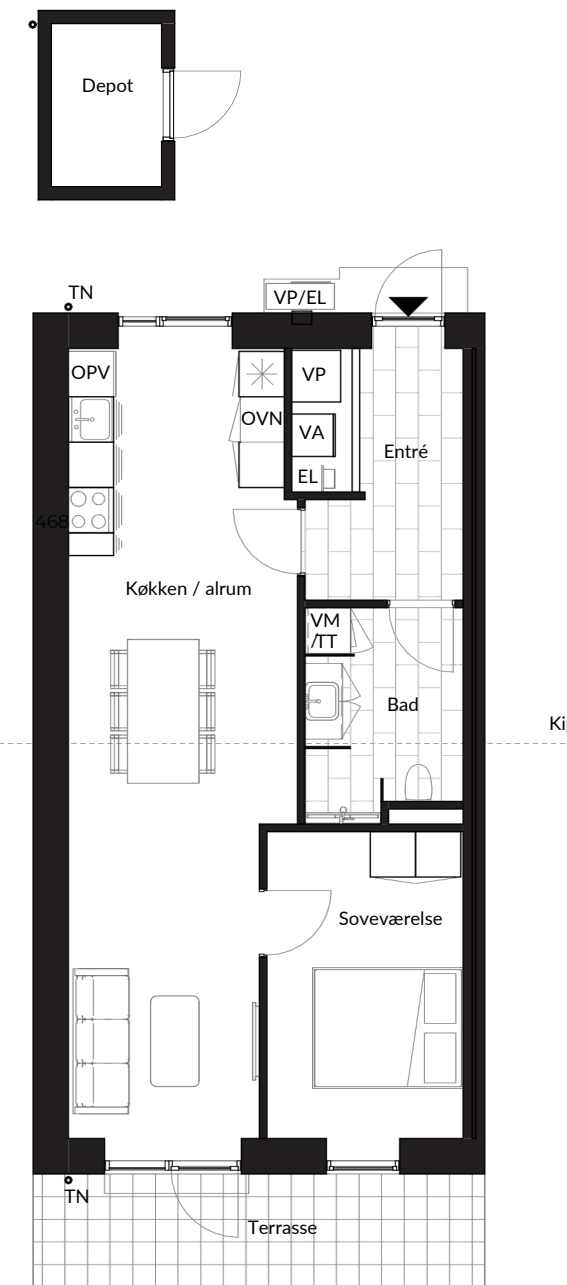 Depot
TN
VP/EL
OPV
VP
OVN
VA
EL
Entré
468
Køkken / alrum
VM
/TT
Bad
Kip
Soveværelse
TN
Terrasse